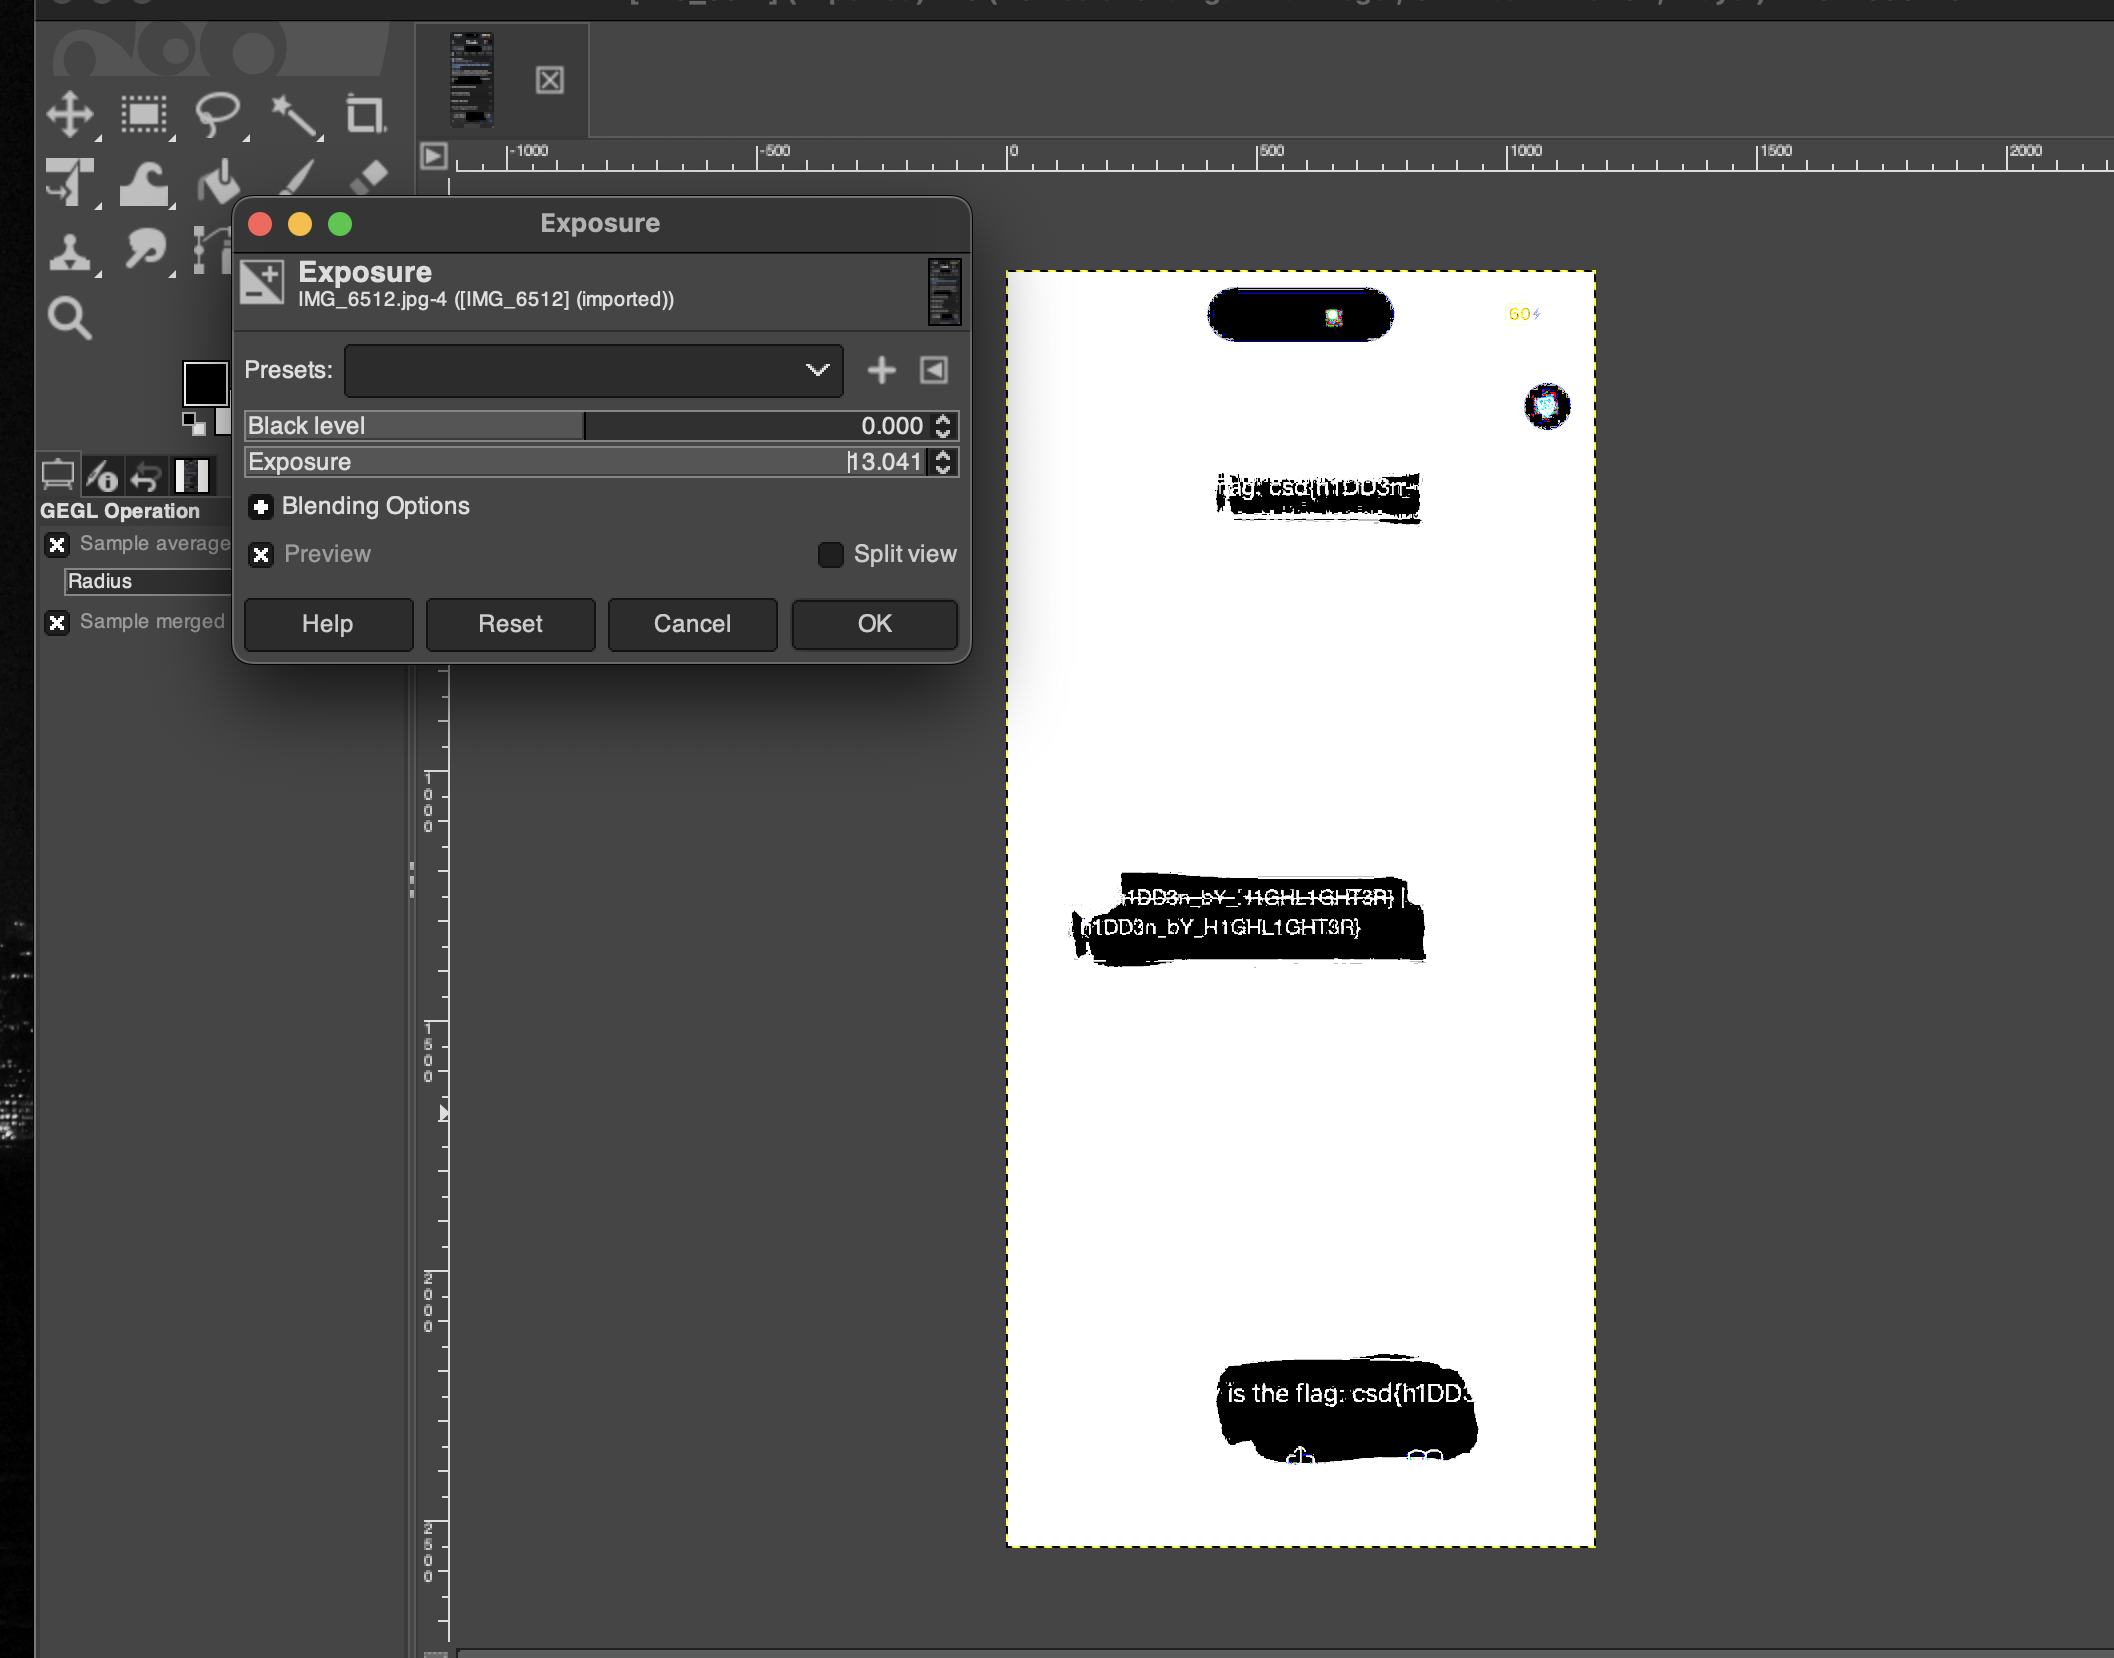 -1000 -500 0 500 1000 1500 2000
Exposure
Exposure
IMG_6512.jpg-4 ([IMG_6512] (imported))
Presets:
Black level 0.000
Exposure 13.041
Blending Options
Preview Split view
Help Reset Cancel OK
GEGL Operation
Sample average
Radius
Sample merged
1000
1500
2000
2500
60
flag: csd{h1DD3n_
h1DD3n_bY_H1GHL1GHT3R} |
h1DD3n_bY_H1GHL1GHT3R}
is the flag: csd{h1DD3